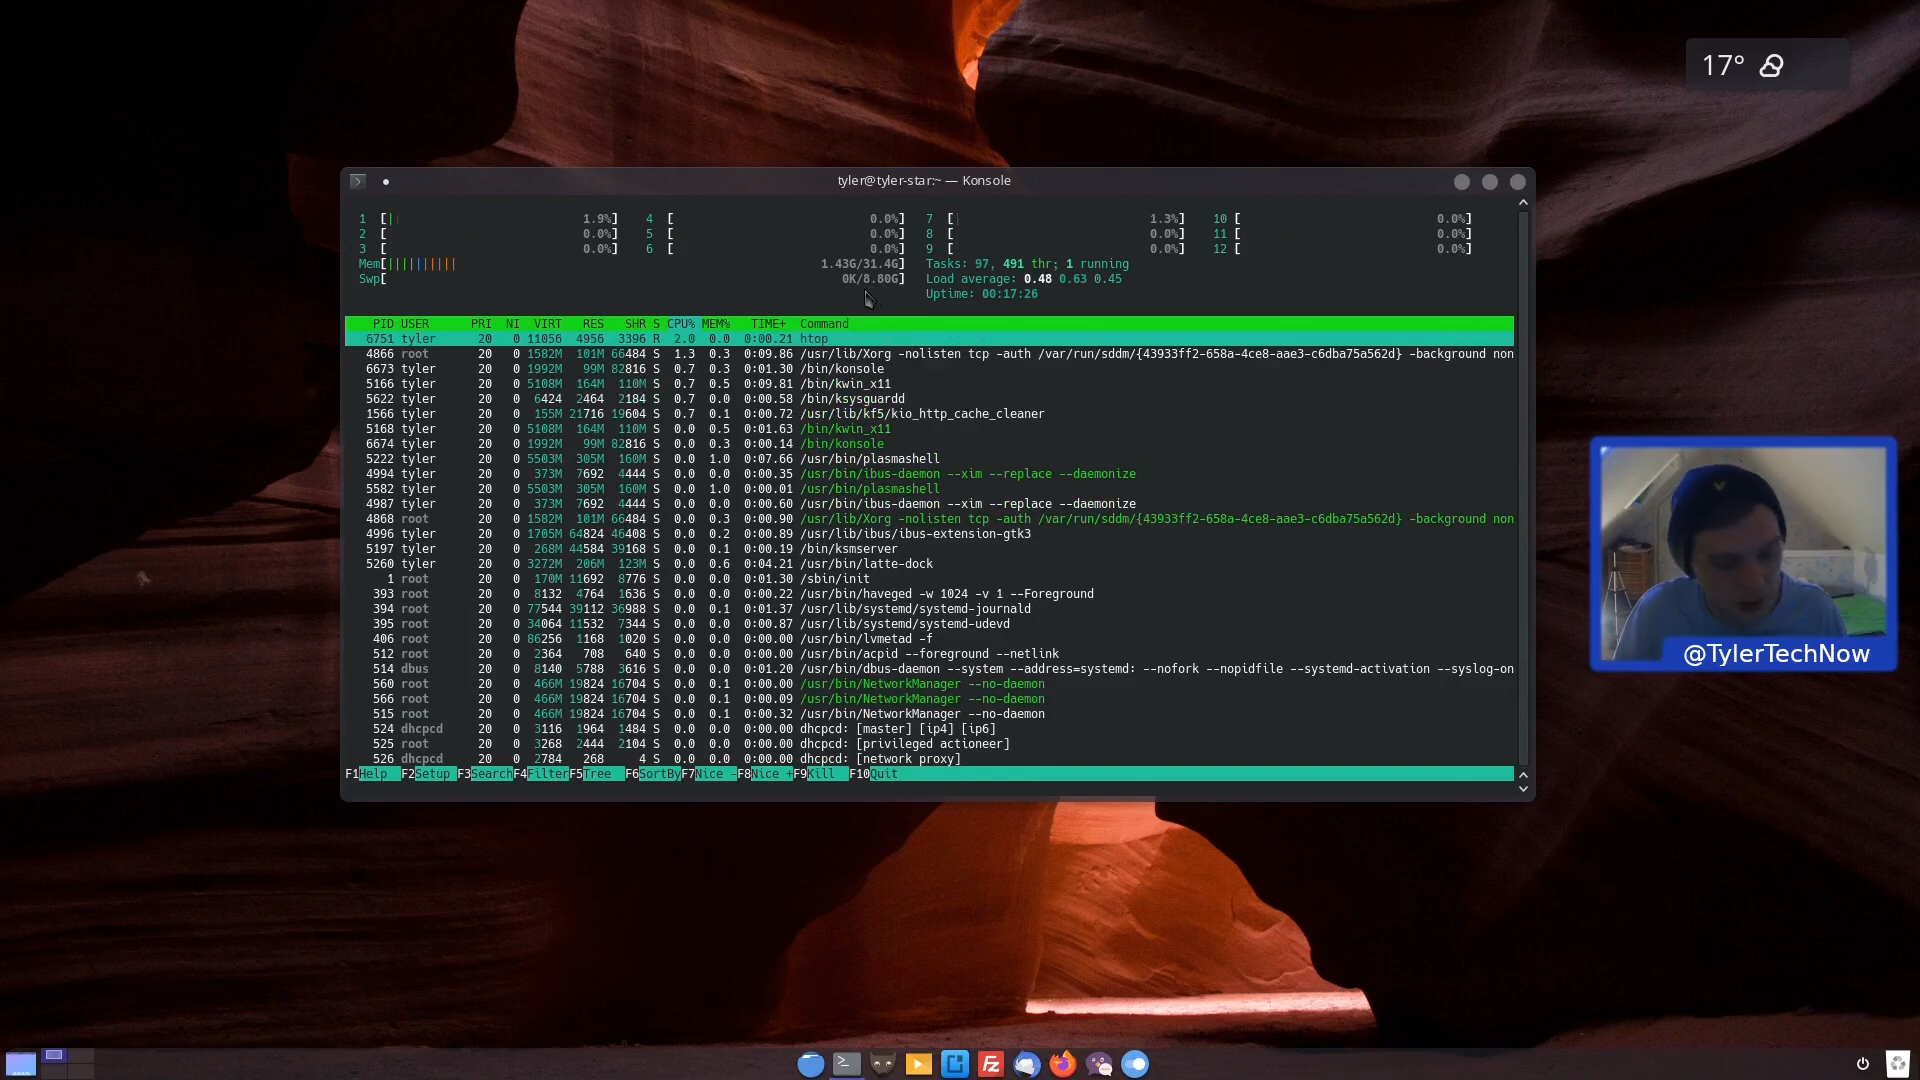 17°
tyler@tyler-star:~ — Konsole
1 [|| 1.9%] 4 [ 0.0%] 7 [| 1.3%] 10 [ 0.0%]
2 [ 0.0%] 5 [ 0.0%] 8 [ 0.0%] 11 [ 0.0%]
3 [ 0.0%] 6 [ 0.0%] 9 [ 0.0%] 12 [ 0.0%]
Mem[|||||||||| 1.43G/31.4G] Tasks: 97, 491 thr; 1 running
Swp[ 0K/8.80G] Load average: 0.48 0.63 0.45
Uptime: 00:17:26
PID USER PRI NI VIRT RES SHR S CPU% MEM% TIME+ Command
6751 tyler 20 0 11056 4956 3396 R 2.0 0.0 0:00.21 htop
4866 root 20 0 1582M 101M 66484 S 1.3 0.3 0:09.86 /usr/lib/Xorg -nolisten tcp -auth /var/run/sddm/{43933ff2-658a-4ce8-aae3-c6dba75a562d} -background non
6673 tyler 20 0 1992M 99M 82816 S 0.7 0.3 0:01.30 /bin/konsole
5166 tyler 20 0 5108M 164M 110M S 0.7 0.5 0:09.81 /bin/kwin_x11
5622 tyler 20 0 6424 2464 2184 S 0.7 0.0 0:00.58 /bin/ksysguardd
1566 tyler 20 0 155M 21716 19604 S 0.7 0.1 0:00.72 /usr/lib/kf5/kio_http_cache_cleaner
5168 tyler 20 0 5108M 164M 110M S 0.0 0.5 0:01.63 /bin/kwin_x11
6674 tyler 20 0 1992M 99M 82816 S 0.0 0.3 0:00.14 /bin/konsole
5222 tyler 20 0 5503M 305M 160M S 0.0 1.0 0:07.66 /usr/bin/plasmashell
4994 tyler 20 0 373M 7692 4444 S 0.0 0.0 0:00.35 /usr/bin/ibus-daemon --xim --replace --daemonize
5582 tyler 20 0 5503M 305M 160M S 0.0 1.0 0:00.01 /usr/bin/plasmashell
4987 tyler 20 0 373M 7692 4444 S 0.0 0.0 0:00.60 /usr/bin/ibus-daemon --xim --replace --daemonize
4868 root 20 0 1582M 101M 66484 S 0.0 0.3 0:00.90 /usr/lib/Xorg -nolisten tcp -auth /var/run/sddm/{43933ff2-658a-4ce8-aae3-c6dba75a562d} -background non
4996 tyler 20 0 1705M 64824 46408 S 0.0 0.2 0:00.89 /usr/lib/ibus/ibus-extension-gtk3
5197 tyler 20 0 268M 44584 39168 S 0.0 0.1 0:00.19 /bin/ksmserver
5260 tyler 20 0 3272M 206M 123M S 0.0 0.6 0:04.21 /bin/latte-dock
1 root 20 0 170M 11692 8776 S 0.0 0.0 0:01.30 /sbin/init
393 root 20 0 8132 4764 1636 S 0.0 0.0 0:00.22 /usr/bin/haveged -w 1024 -v 1 --Foreground
394 root 20 0 77544 39112 36988 S 0.0 0.1 0:01.37 /usr/lib/systemd/systemd-journald
395 root 20 0 34064 11532 7344 S 0.0 0.0 0:00.87 /usr/lib/systemd/systemd-udevd
406 root 20 0 86256 1168 1020 S 0.0 0.0 0:00.00 /usr/bin/lvmetad -f
512 root 20 0 2364 708 640 S 0.0 0.0 0:00.00 /usr/bin/acpid --foreground --netlink
514 dbus 20 0 8140 5788 3616 S 0.0 0.0 0:01.20 /usr/bin/dbus-daemon --system --address=systemd: --nofork --nopidfile --systemd-activation --syslog-on
560 root 20 0 466M 19824 16704 S 0.0 0.1 0:00.00 /usr/bin/NetworkManager --no-daemon
566 root 20 0 466M 19824 16704 S 0.0 0.1 0:00.09 /usr/bin/NetworkManager --no-daemon
515 root 20 0 466M 19824 16704 S 0.0 0.1 0:00.32 /usr/bin/NetworkManager --no-daemon
524 dhcpcd 20 0 3116 1964 1484 S 0.0 0.0 0:00.00 dhcpcd: [master] [ip4] [ip6]
525 root 20 0 3268 2444 2104 S 0.0 0.0 0:00.00 dhcpcd: [privileged actioneer]
526 dhcpcd 20 0 2784 268 4 S 0.0 0.0 0:00.00 dhcpcd: [network proxy]
F1Help F2Setup F3SearchF4FilterF5Tree F6SortByF7Nice -F8Nice +F9Kill F10Quit
@TylerTechNow